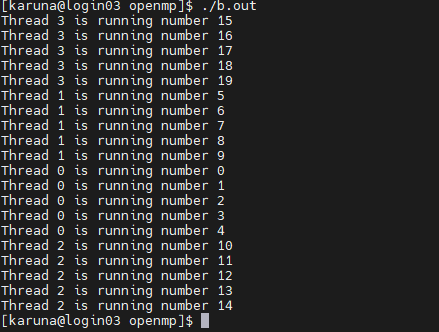 [karuna@login03 openmp]$ ./b.out
Thread 3 is running number 15
Thread 3 is running number 16
Thread 3 is running number 17
Thread 3 is running number 18
Thread 3 is running number 19
Thread 1 is running number 5
Thread 1 is running number 6
Thread 1 is running number 7
Thread 1 is running number 8
Thread 1 is running number 9
Thread 0 is running number 0
Thread 0 is running number 1
Thread 0 is running number 2
Thread 0 is running number 3
Thread 0 is running number 4
Thread 2 is running number 10
Thread 2 is running number 11
Thread 2 is running number 12
Thread 2 is running number 13
Thread 2 is running number 14
[karuna@login03 openmp]$